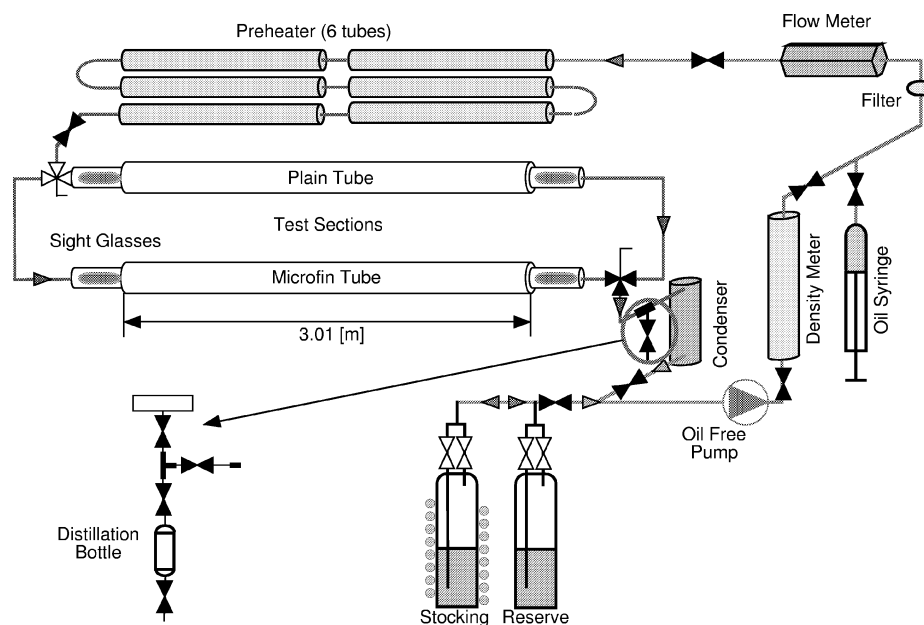 Preheater (6 tubes)
Flow Meter
Filter
Plain Tube
Test Sections
Sight Glasses
Microfin Tube
3.01 [m]
Condenser
Density Meter
Oil Syringe
Oil Free
Pump
Distillation
Bottle
Stocking
Reserve